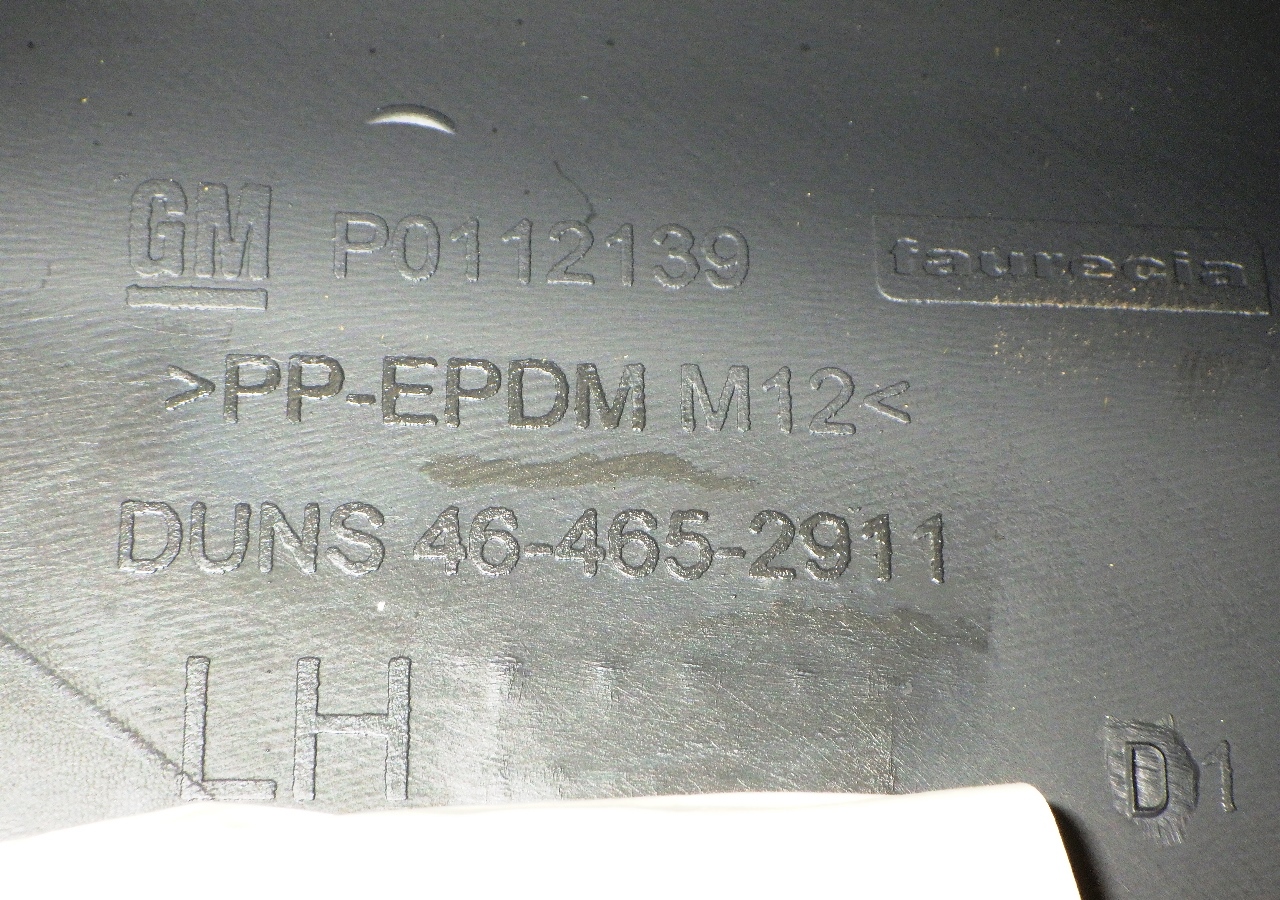 GM P0112139 faurecia
>PP-EPDM M12<
DUNS 46-465-2911
LH
D1